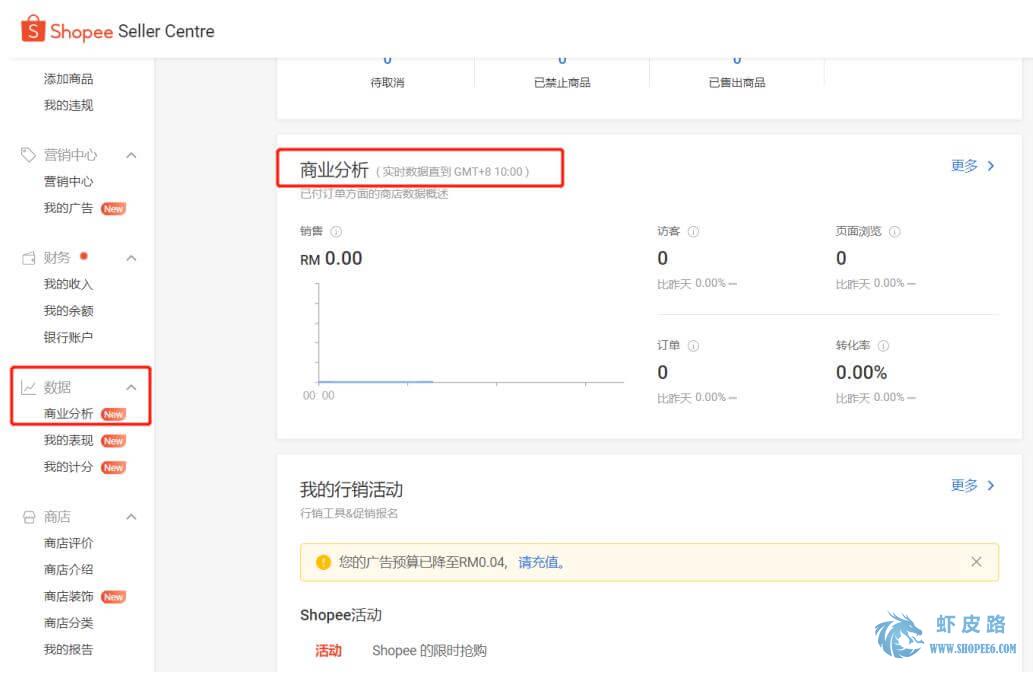 Shopee Seller Centre
添加商品
我的违规
营销中心
营销中心
我的广告 New
财务
我的收入
我的余额
银行账户
数据
商业分析 New
我的表现 New
我的计分 New
商店
商店评价
商店介绍
商店装饰 New
商店分类
我的报告
0 0 0
待取消 已禁止商品 已售出商品
商业分析 ( 实时数据直到 GMT+8 10:00 ) 更多
已付订单方面的商店数据概述
销售
RM 0.00
00: 00
访客 页面浏览
0 0
比昨天 0.00% — 比昨天 0.00% —
订单 转化率
0 0.00%
比昨天 0.00% — 比昨天 0.00% —
我的行销活动 更多
行销工具&促销报名
您的广告预算已降至RM0.04, 请充值。
Shopee活动
活动 Shopee 的限时抢购
虾皮路
WWW.SHOPEE6.COM